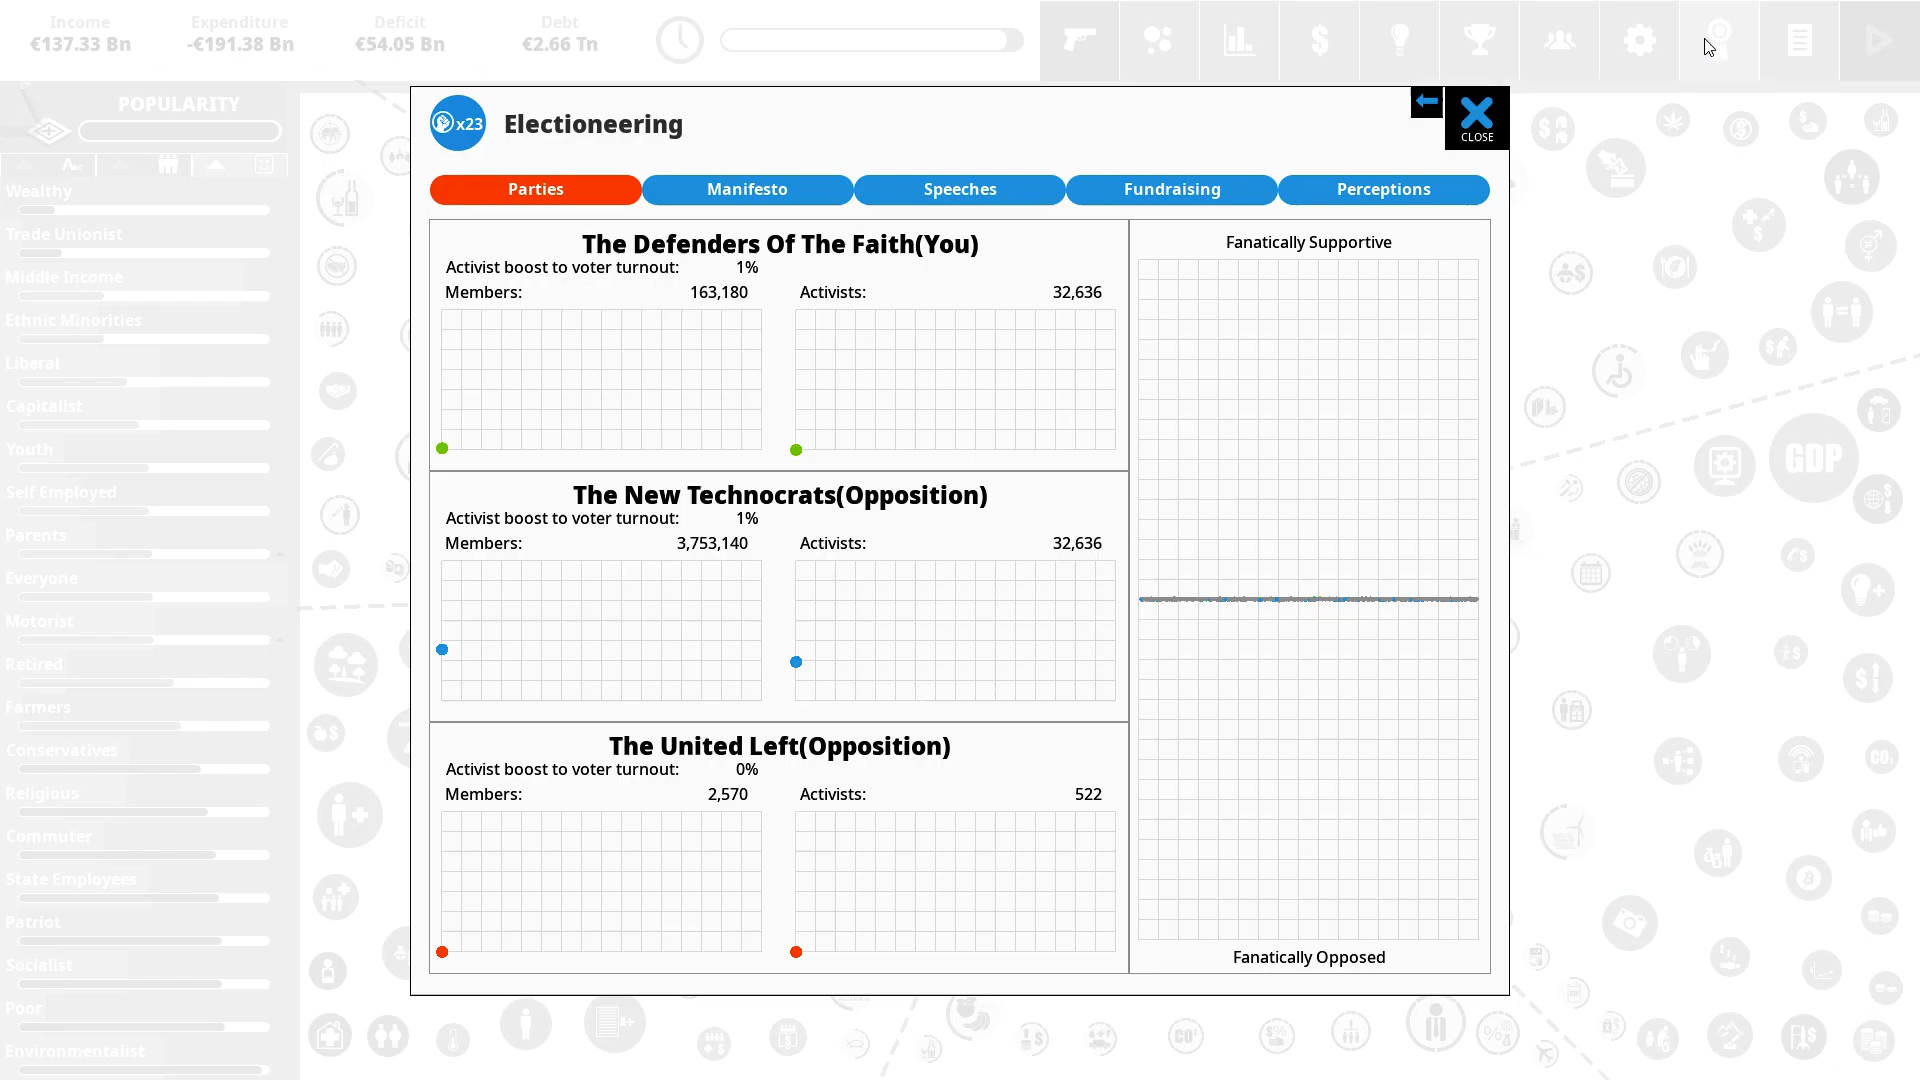 Income
€137.33 Bn
Expenditure
-€191.38 Bn
Deficit
€54.05 Bn
Debt
€2.66 Tn
POPULARITY
Wealthy
Trade Unionist
Middle Income
Ethnic Minorities
Liberal
Capitalist
Youth
Self Employed
Parents
Everyone
Motorist
Retired
Farmers
Conservatives
Religious
Commuter
State Employees
Patriot
Socialist
Poor
Environmentalist
x23
Electioneering
CLOSE
Parties
Manifesto
Speeches
Fundraising
Perceptions
The Defenders Of The Faith(You)
Activist boost to voter turnout: 1%
Members: 163,180
Activists: 32,636
The New Technocrats(Opposition)
Activist boost to voter turnout: 1%
Members: 3,753,140
Activists: 32,636
The United Left(Opposition)
Activist boost to voter turnout: 0%
Members: 2,570
Activists: 522
Fanatically Supportive
Fanatically Opposed
GDP
CO₂
CO²